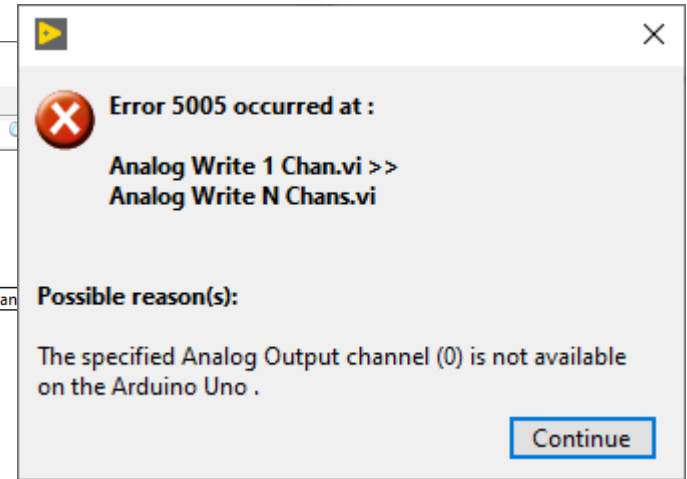 Error 5005 occurred at :
Analog Write 1 Chan.vi >>
Analog Write N Chans.vi
an
Possible reason(s):
The specified Analog Output channel (0) is not available
on the Arduino Uno .
Continue